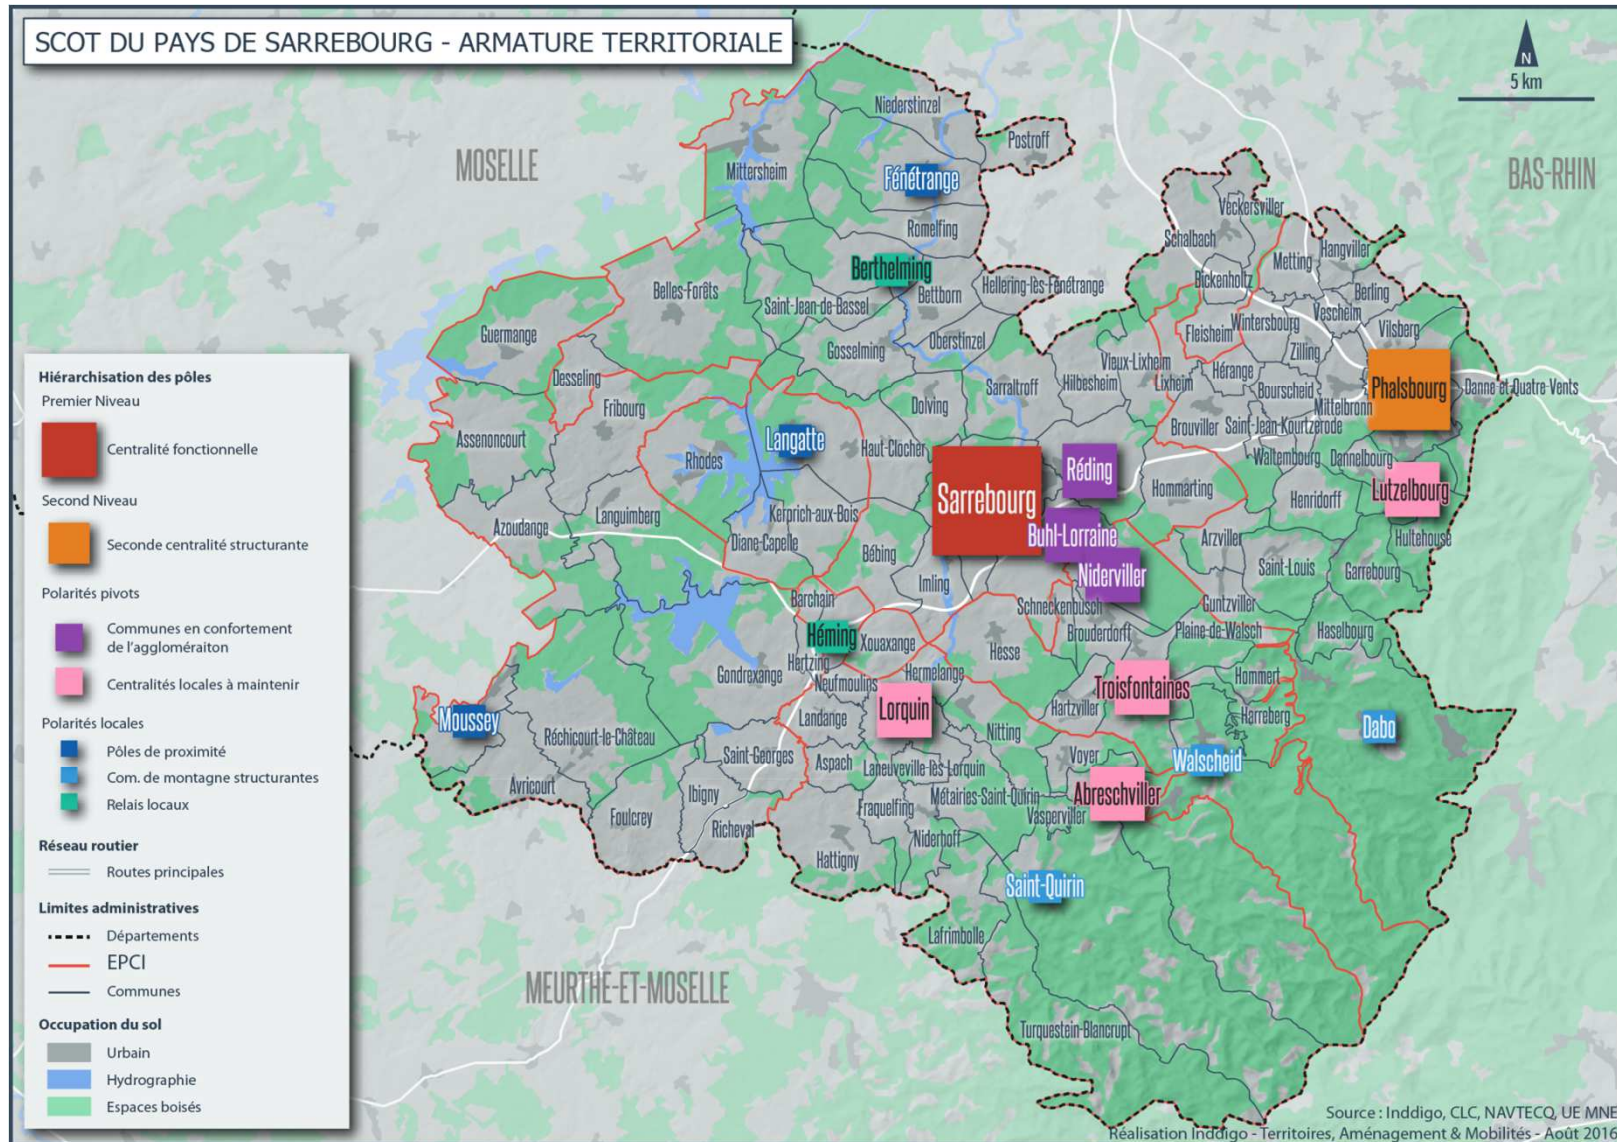 SCOT DU PAYS DE SARREBOURG - ARMATURE TERRITORIALE
N
5 km
MOSELLE
BAS-RHIN
MEURTHE-ET-MOSELLE
Niederstinzel
Postroff
Mittersheim
Fénétrange
Romelfing
Veckersviller
Schalbach
Hangviller
Metting
Berthelming
Bettborn
Hellering-lès-Fénétrange
Bickenholtz
Berling
Belles-Forêts
Saint-Jean-de-Bassel
Vescheim
Guermange
Fleisheim
Wintersbourg
Vilsberg
Oberstinzel
Gosselming
Zilling
Vieux-Lixheim
Desseling
Hérange
Sarraltroff
Hilbesheim
Lixheim
Phalsbourg
Danne et Quatre-Vents
Bourscheid
Fribourg
Dolving
Mittelbronn
Assenoncourt
Langatte
Haut-Clocher
Brouviller
Saint-Jean-Kourtzerode
Rhodes
Waltembourg
Dannelbourg
Réding
Sarrebourg
Hommarting
Henridorff
Lutzelbourg
Languimberg
Kerprich-aux-Bois
Azoudange
Buhl-Lorraine
Diane-Capelle
Arzviller
Hultehouse
Bébing
Saint-Louis
Garrebourg
Niderviller
Imling
Barchain
Schneckenbusch
Guntzviller
Héming
Xouaxange
Brouderdorff
Plaine-de-Walsch
Haselbourg
Hesse
Hertzing
Gondrexange
Hermelange
Hommert
Neufmoulins
Troisfontaines
Lorquin
Hartzviller
Landange
Harreberg
Moussey
Réchicourt-le-Château
Nitting
Dabo
Saint-Georges
Aspach
Voyer
Walscheid
Laneuveville-lès-Lorquin
Avricourt
Ibigny
Métairies-Saint-Quirin
Abreschviller
Fraquelfing
Vasperviller
Foulcrey
Richeval
Niderhoff
Hattigny
Saint-Quirin
Lafrimbolle
Turquestein-Blancrupt
Hiérarchisation des pôles
Premier Niveau
Centralité fonctionnelle
Second Niveau
Seconde centralité structurante
Polarités pivots
Communes en confortement
de l'agglomératon
Centralités locales à maintenir
Polarités locales
Pôles de proximité
Com. de montagne structurantes
Relais locaux
Réseau routier
Routes principales
Limites administratives
Départements
EPCI
Communes
Occupation du sol
Urbain
Hydrographie
Espaces boisés
Source : Inddigo, CLC, NAVTECQ, UE MNE
Réalisation Inddigo - Territoires, Aménagement & Mobilités - Août 2016